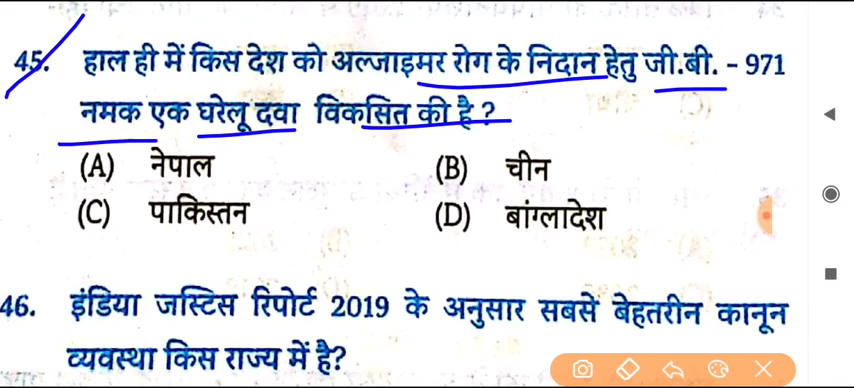 45. हाल ही में किस देश को अल्जाइमर रोग के निदान हेतु जी.बी. - 971
नमक एक घरेलू दवा विकसित की है ?
(A) नेपाल (B) चीन
(C) पाकिस्तन (D) बांग्लादेश
46. इंडिया जस्टिस रिपोर्ट 2019 के अनुसार सबसे बेहतरीन कानून
व्यवस्था किस राज्य में है?